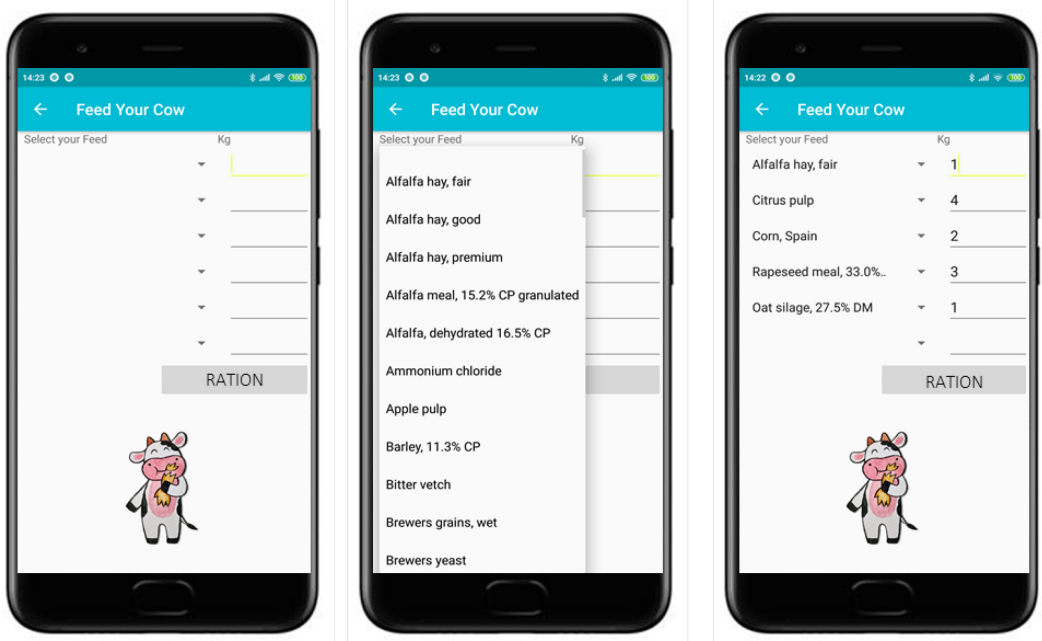 14:23
100
Feed Your Cow
Select your Feed Kg
RATION
14:23
100
Feed Your Cow
Select your Feed Kg
Alfalfa hay, fair
Alfalfa hay, good
Alfalfa hay, premium
Alfalfa meal, 15.2% CP granulated
Alfalfa, dehydrated 16.5% CP
Ammonium chloride
Apple pulp
Barley, 11.3% CP
Bitter vetch
Brewers grains, wet
Brewers yeast
14:22
100
Feed Your Cow
Select your Feed Kg
Alfalfa hay, fair 1
Citrus pulp 4
Corn, Spain 2
Rapeseed meal, 33.0%.. 3
Oat silage, 27.5% DM 1
RATION